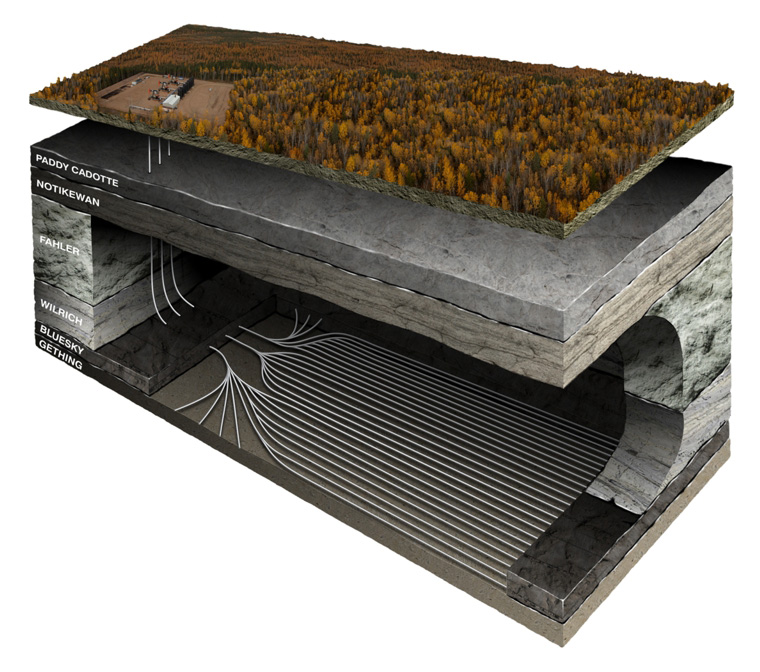 PADDY CADOTTE
NOTIKEWAN
FAHLER
WILRICH
BLUESKY
GETHING